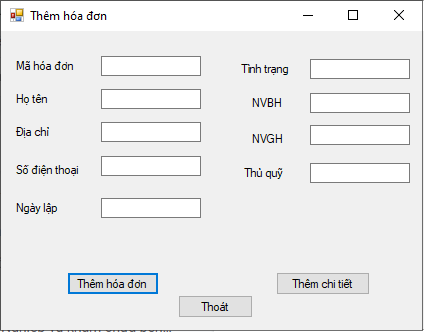 Thêm hóa đơn
Mã hóa đơn
Tình trạng
Họ tên
NVBH
Địa chỉ
NVGH
Số điện thoại
Thủ quỹ
Ngày lập
Thêm hóa đơn
Thêm chi tiết
Thoát